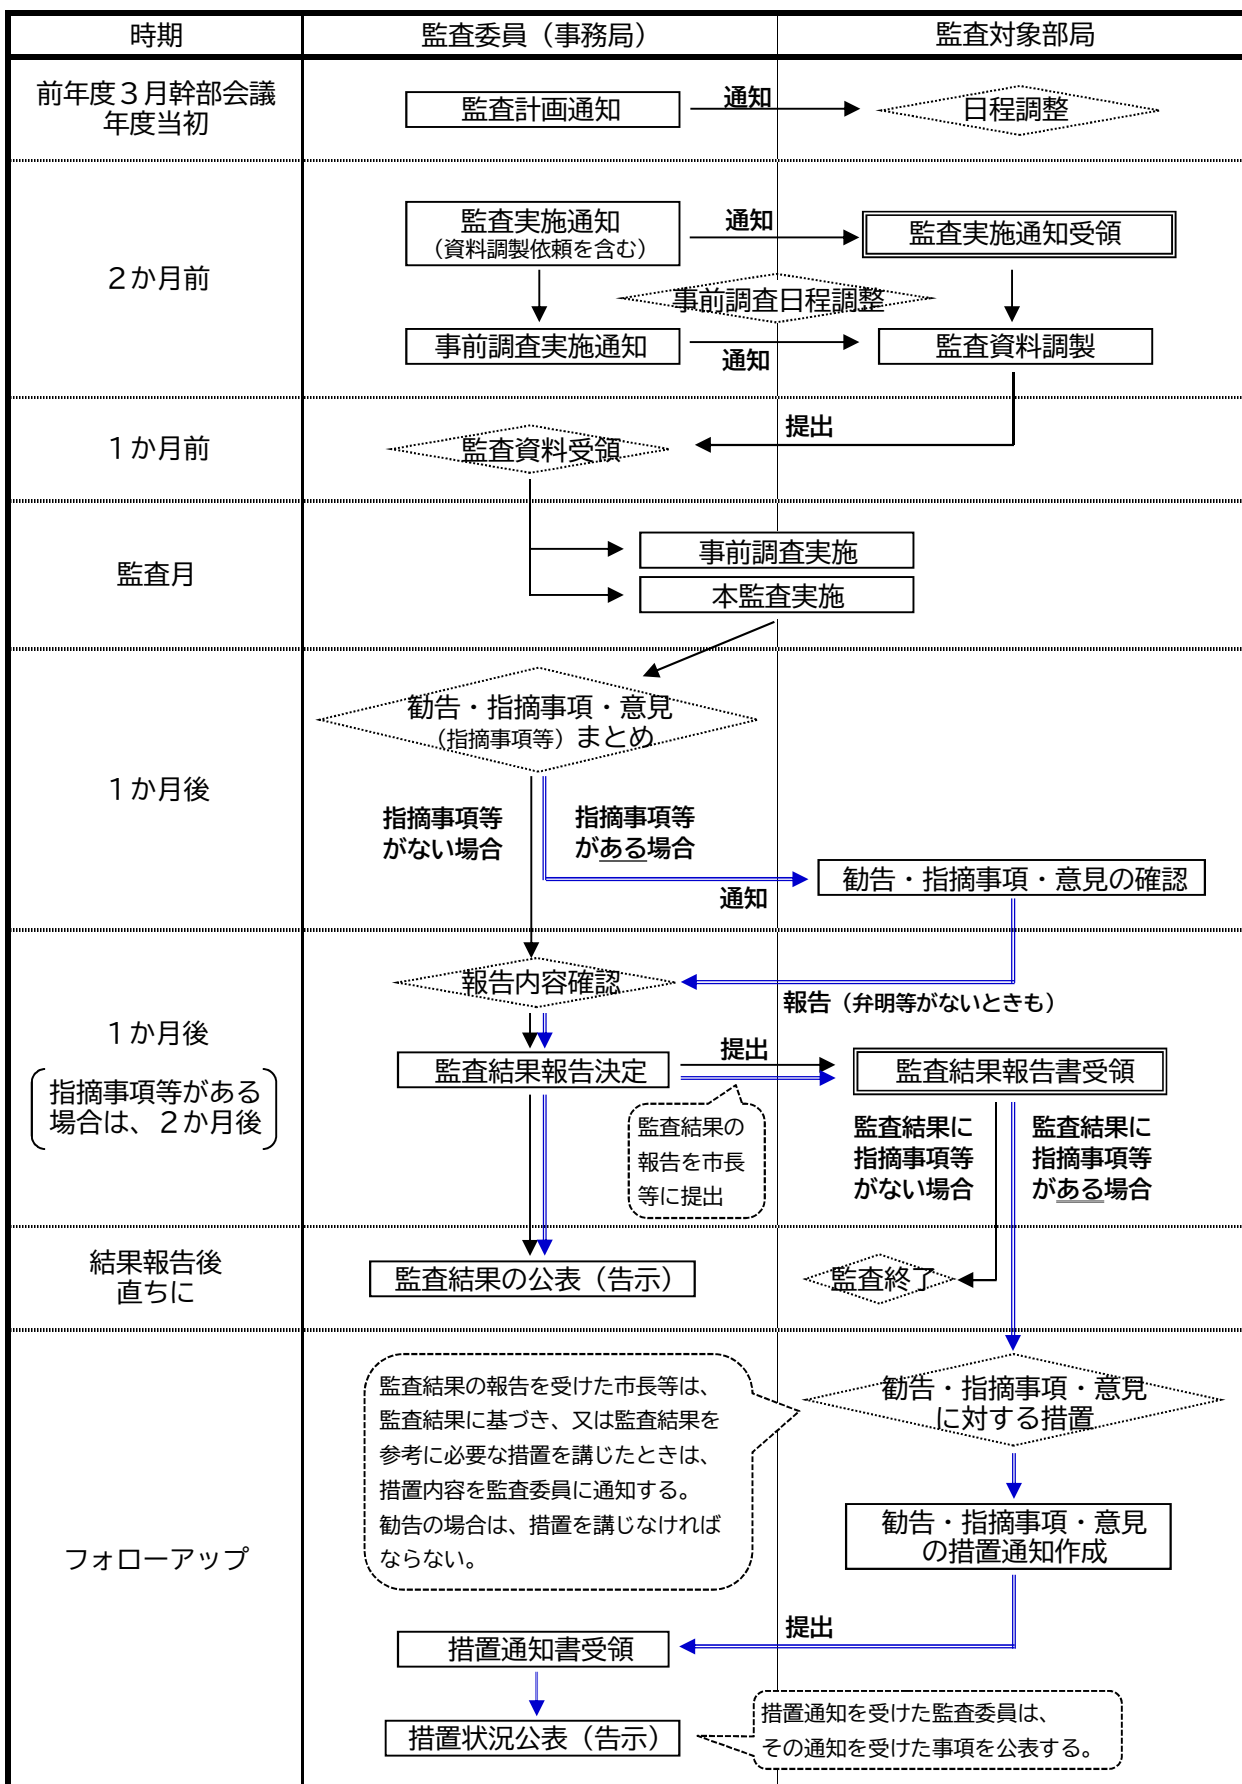 時期
監査委員（事務局）
監査対象部局
前年度３月幹部会議
年度当初
監査計画通知
通知
日程調整
２か月前
監査実施通知
（資料調製依頼を含む）
通知
監査実施通知受領
事前調査日程調整
事前調査実施通知
通知
監査資料調製
１か月前
監査資料受領
提出
監査月
事前調査実施
本監査実施
１か月後
勧告・指摘事項・意見
（指摘事項等）まとめ
指摘事項等
がない場合
指摘事項等
がある場合
通知
勧告・指摘事項・意見の確認
１か月後
指摘事項等がある
場合は、２か月後
報告内容確認
報告（弁明等がないときも）
監査結果報告決定
提出
監査結果報告書受領
監査結果の
報告を市長
等に提出
監査結果に
指摘事項等
がない場合
監査結果に
指摘事項等
がある場合
結果報告後
直ちに
監査結果の公表（告示）
監査終了
フォローアップ
監査結果の報告を受けた市長等は、
監査結果に基づき、又は監査結果を
参考に必要な措置を講じたときは、
措置内容を監査委員に通知する。
勧告の場合は、措置を講じなければ
ならない。
勧告・指摘事項・意見
に対する措置
勧告・指摘事項・意見
の措置通知作成
提出
措置通知書受領
措置状況公表（告示）
措置通知を受けた監査委員は、
その通知を受けた事項を公表する。